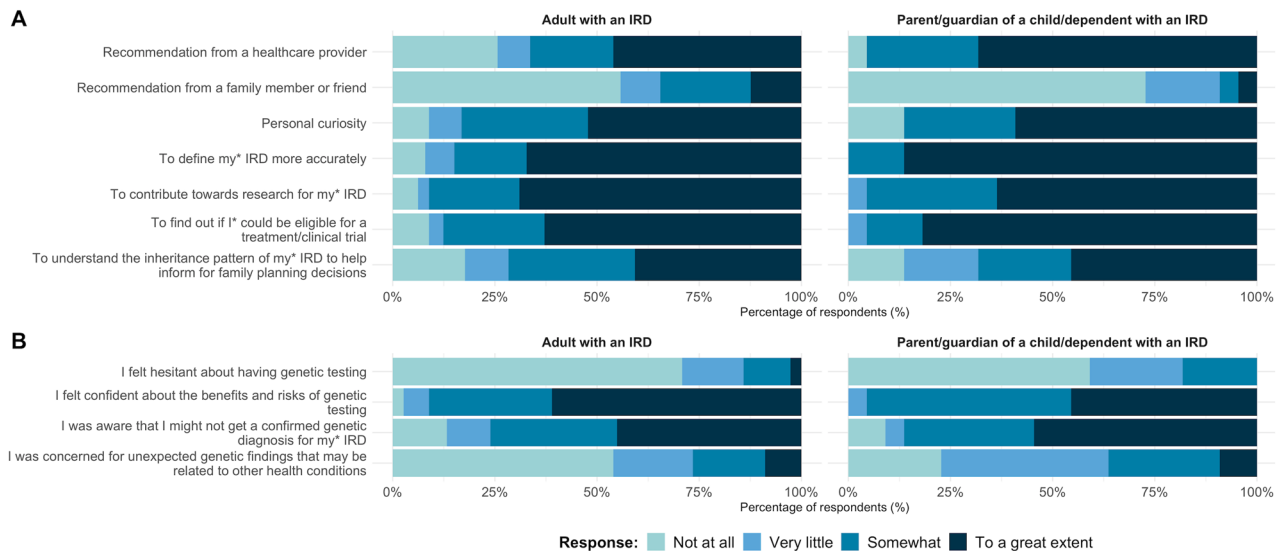 A
Adult with an IRD
Parent/guardian of a child/dependent with an IRD
Recommendation from a healthcare provider
Recommendation from a family member or friend
Personal curiosity
To define my* IRD more accurately
To contribute towards research for my* IRD
To find out if I* could be eligible for a
treatment/clinical trial
To understand the inheritance pattern of my* IRD to help
inform for family planning decisions
0% 25% 50% 75% 100%
0% 25% 50% 75% 100%
Percentage of respondents (%)
Percentage of respondents (%)
B
Adult with an IRD
Parent/guardian of a child/dependent with an IRD
I felt hesitant about having genetic testing
I felt confident about the benefits and risks of genetic
testing
I was aware that I might not get a confirmed genetic
diagnosis for my* IRD
I was concerned for unexpected genetic findings that may be
related to other health conditions
0% 25% 50% 75% 100%
0% 25% 50% 75% 100%
Percentage of respondents (%)
Percentage of respondents (%)
Response: Not at all Very little Somewhat To a great extent